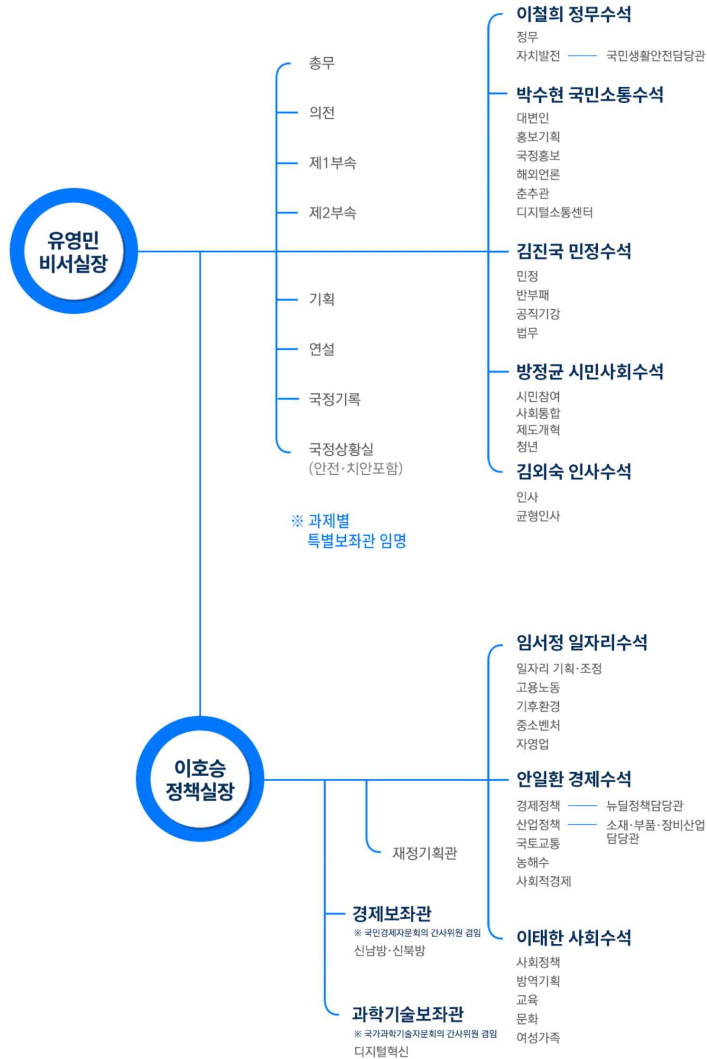 유영민
비서실장
총무
의전
제1부속
제2부속
기획
연설
국정기록
국정상황실
(안전·치안포함)
※ 과제별
특별보좌관 임명
이철희 정무수석
정무
자치발전 국민생활안전담당관
박수현 국민소통수석
대변인
홍보기획
국정홍보
해외언론
춘추관
디지털소통센터
김진국 민정수석
민정
반부패
공직기강
법무
방정균 시민사회수석
시민참여
사회통합
제도개혁
청년
김외숙 인사수석
인사
균형인사
이호승
정책실장
재정기획관
경제보좌관
※ 국민경제자문회의 간사위원 겸임
신남방·신북방
과학기술보좌관
※ 국가과학기술자문회의 간사위원 겸임
디지털혁신
임서정 일자리수석
일자리 기획·조정
고용노동
기후환경
중소벤처
자영업
안일환 경제수석
경제정책 뉴딜정책담당관
산업정책 소재·부품·장비산업
담당관
국토교통
농해수
사회적경제
이태한 사회수석
사회정책
방역기획
교육
문화
여성가족